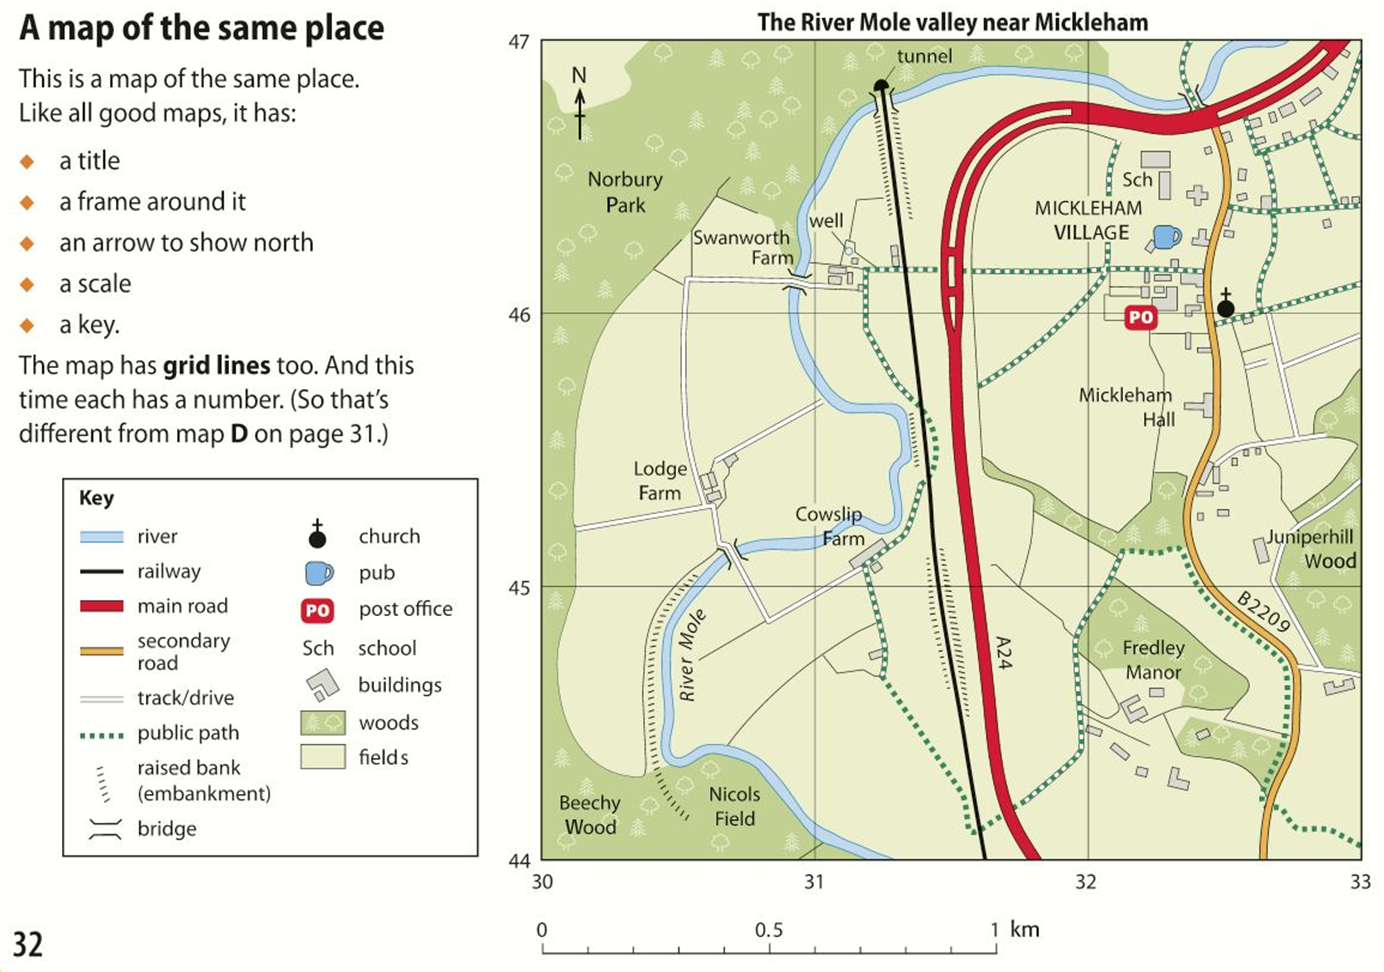 A map of the same place
This is a map of the same place.
Like all good maps, it has:
◆ a title
◆ a frame around it
◆ an arrow to show north
◆ a scale
◆ a key.
The map has grid lines too. And this
time each has a number. (So that's
different from map D on page 31.)
Key
river
railway
main road
secondary
road
track/drive
public path
raised bank
(embankment)
bridge
church
pub
PO post office
Sch school
buildings
woods
fields
32
The River Mole valley near Mickleham
47
46
45
44
30
31
32
33
N
tunnel
Norbury
Park
well
Swanworth
Farm
Sch
MICKLEHAM
VILLAGE
PO
Mickleham
Hall
Lodge
Farm
Cowslip
Farm
Juniperhill
Wood
B2209
River Mole
A24
Fredley
Manor
Beechy
Wood
Nicols
Field
0
0.5
1 km